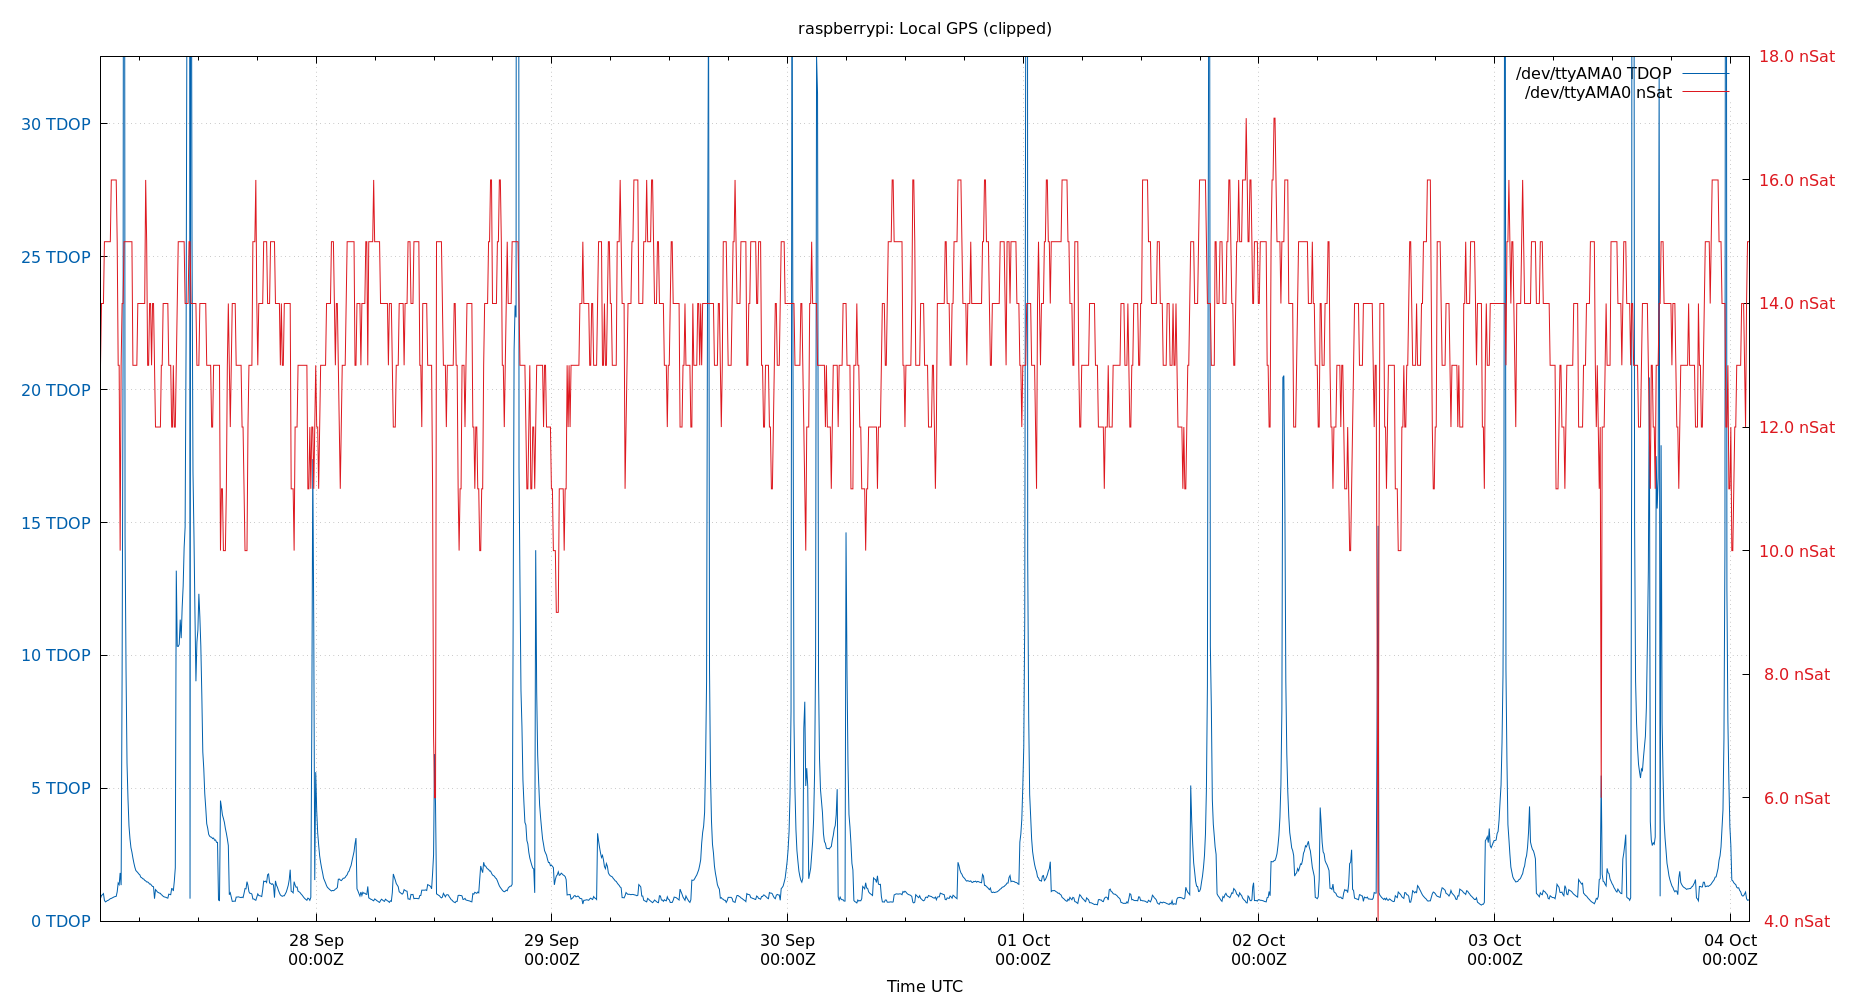 raspberrypi: Local GPS (clipped)
18.0 nSat
/dev/ttyAMA0 TDOP
/dev/ttyAMA0 nSat
30 TDOP
16.0 nSat
25 TDOP
14.0 nSat
20 TDOP
12.0 nSat
15 TDOP
10.0 nSat
10 TDOP
8.0 nSat
5 TDOP
6.0 nSat
0 TDOP
4.0 nSat
28 Sep
00:00Z
29 Sep
00:00Z
30 Sep
00:00Z
01 Oct
00:00Z
02 Oct
00:00Z
03 Oct
00:00Z
04 Oct
00:00Z
Time UTC